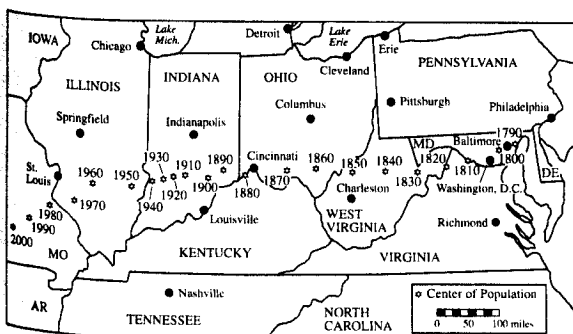 Lake
Mich.
Detroit
Lake
Erie
Erie
IOWA
Chicago
Cleveland
ILLINOIS
INDIANA
OHIO
PENNSYLVANIA
Springfield
Indianapolis
Columbus
Pittsburgh
Philadelphia
1790
Baltimore
MD
1800
DE
St.
Louis
1960
1950
1930
1940
1920
1910
1900
1890
Cincinnati
1880
1870
1860
1850
1840
1830
1820
1810
Washington, D.C.
1970
1980
1990
2000
Louisville
Charleston
WEST
VIRGINIA
Richmond
MO
KENTUCKY
VIRGINIA
AR
Nashville
TENNESSEE
NORTH
CAROLINA
Center of Population
0 50 100 miles